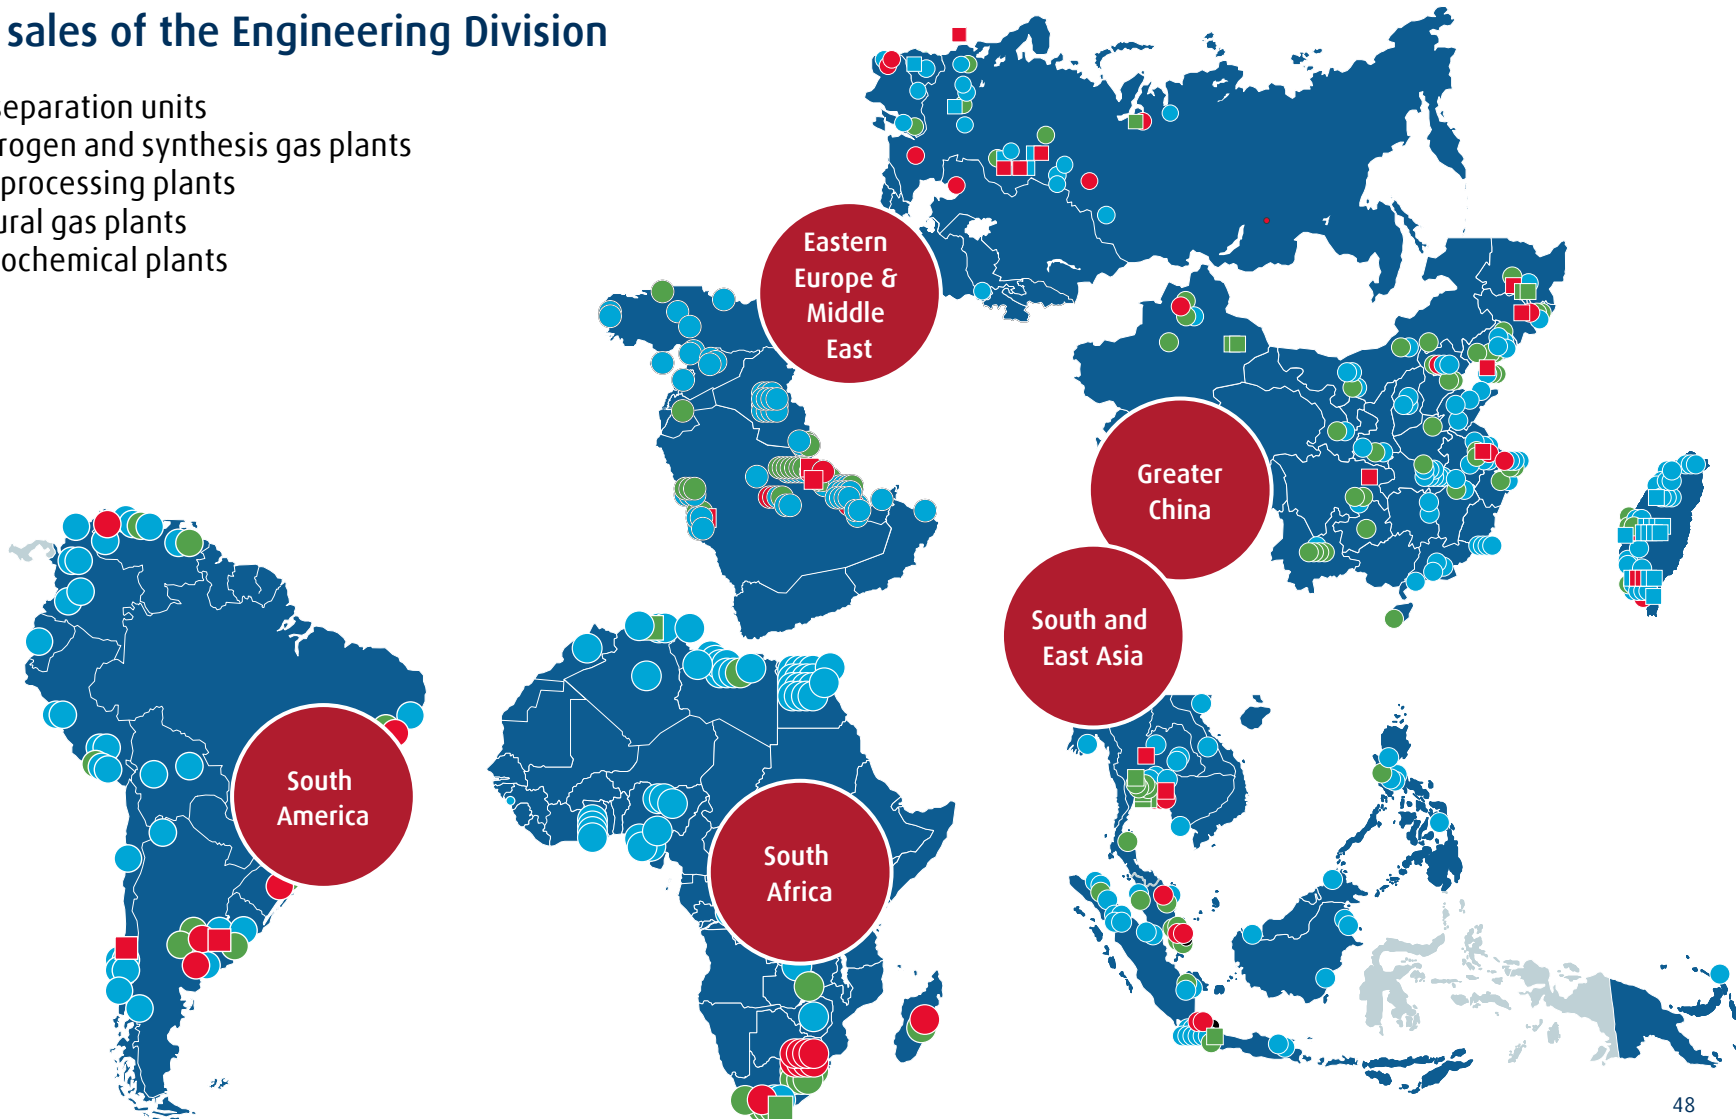 sales of the Engineering Division
separation units
rogen and synthesis gas plants
processing plants
ural gas plants
ochemical plants
Eastern
Europe &
Middle
East
Greater
China
South and
East Asia
South
America
South
Africa
48